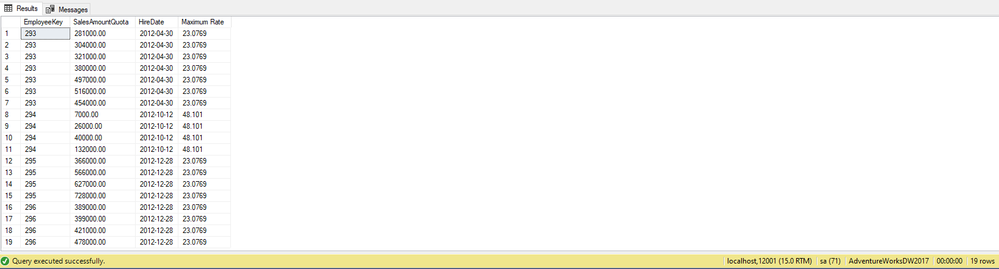 Results Messages
EmployeeKey SalesAmountQuota HireDate Maximum Rate
1 293 281000.00 2012-04-30 23.0769
2 293 304000.00 2012-04-30 23.0769
3 293 321000.00 2012-04-30 23.0769
4 293 380000.00 2012-04-30 23.0769
5 293 497000.00 2012-04-30 23.0769
6 293 516000.00 2012-04-30 23.0769
7 293 454000.00 2012-04-30 23.0769
8 294 7000.00 2012-10-12 48.101
9 294 26000.00 2012-10-12 48.101
10 294 40000.00 2012-10-12 48.101
11 294 132000.00 2012-10-12 48.101
12 295 366000.00 2012-12-28 23.0769
13 295 566000.00 2012-12-28 23.0769
14 295 627000.00 2012-12-28 23.0769
15 295 728000.00 2012-12-28 23.0769
16 296 389000.00 2012-12-28 23.0769
17 296 399000.00 2012-12-28 23.0769
18 296 421000.00 2012-12-28 23.0769
19 296 478000.00 2012-12-28 23.0769
Query executed successfully. localhost,12001 (15.0 RTM) sa (71) AdventureWorksDW2017 00:00:00 19 rows